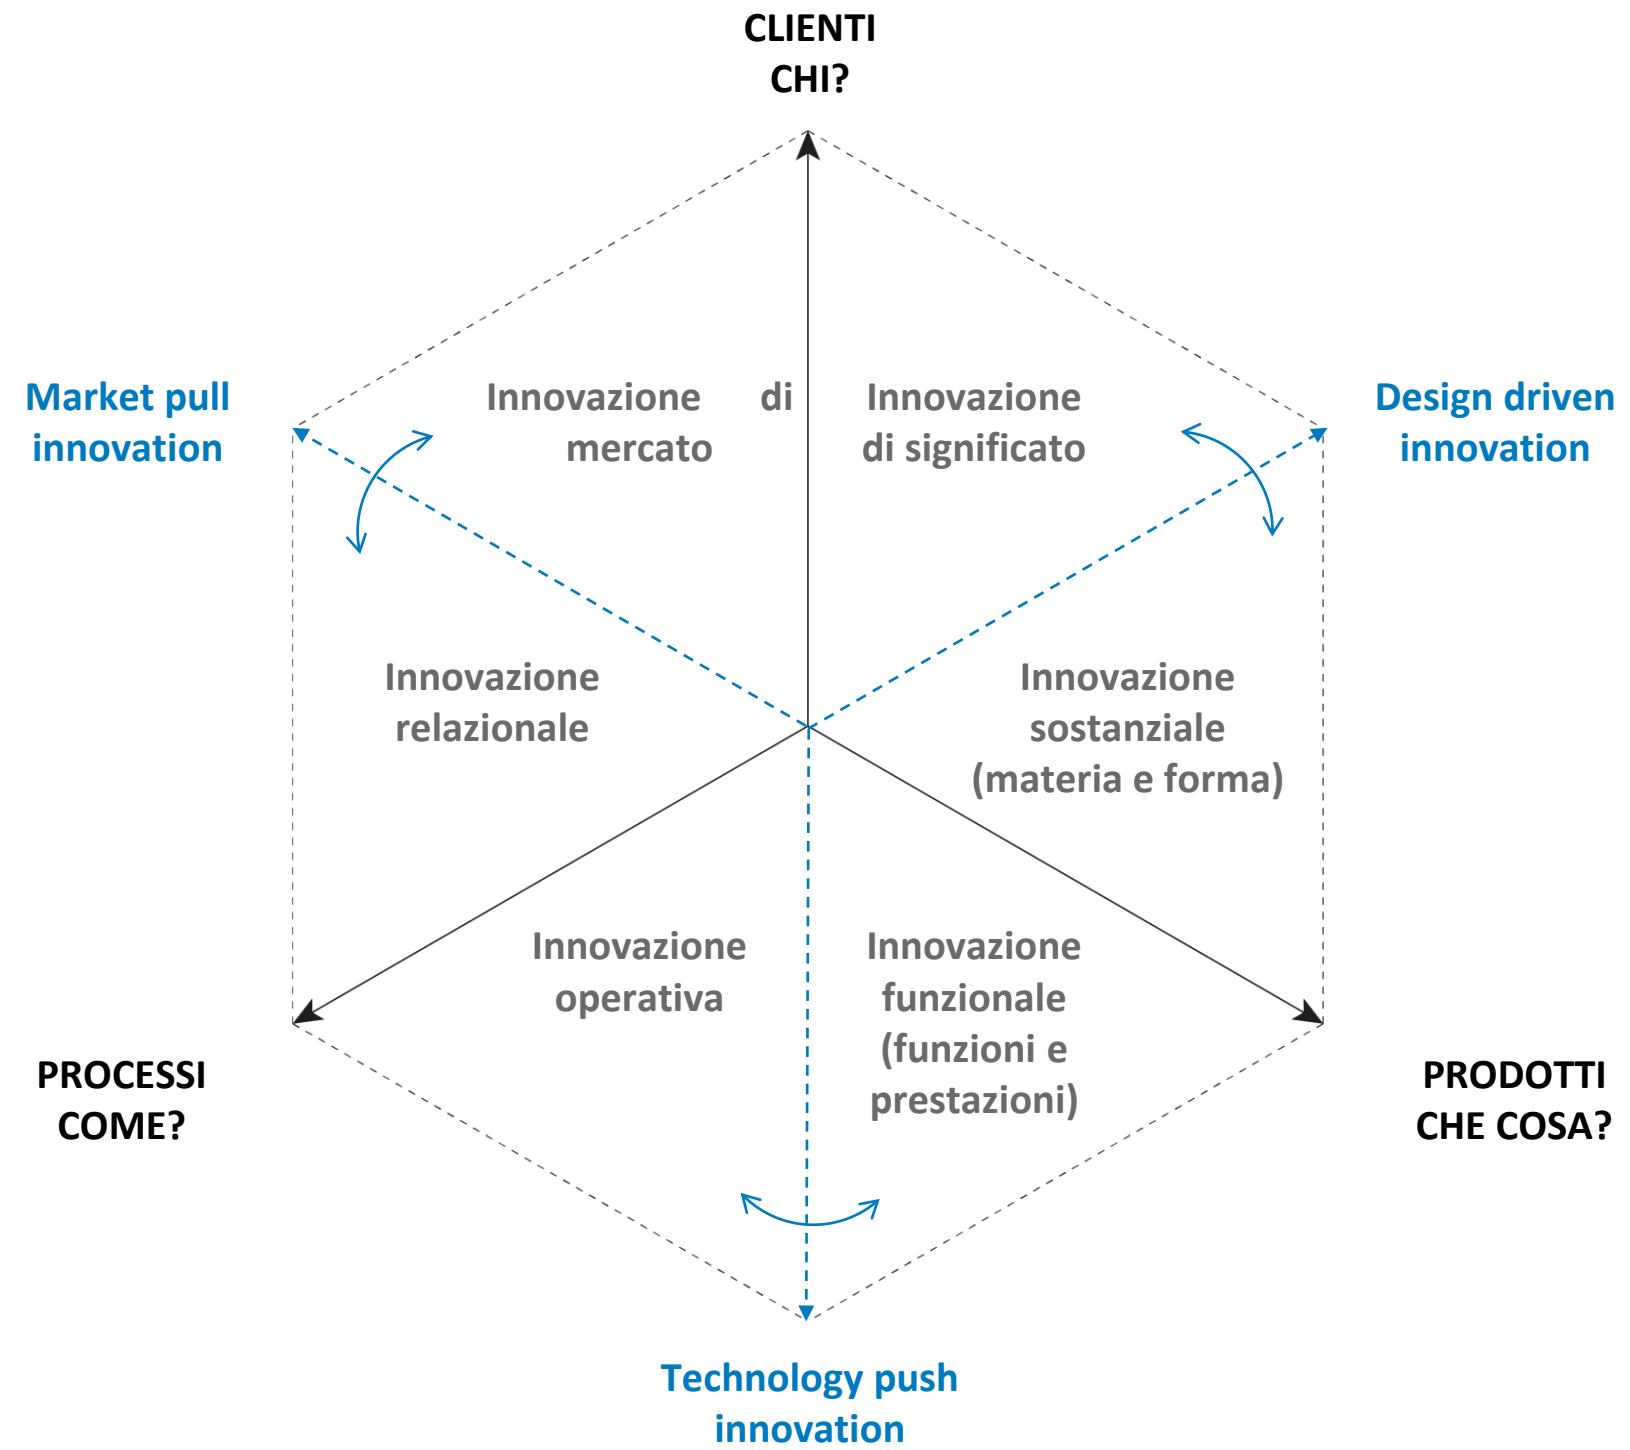 CLIENTI
CHI?
Market pull
innovation
Innovazione di
mercato
Innovazione
di significato
Design driven
innovation
Innovazione
relazionale
Innovazione
sostanziale
(materia e forma)
Innovazione
operativa
Innovazione
funzionale
(funzioni e
prestazioni)
PROCESSI
COME?
PRODOTTI
CHE COSA?
Technology push
innovation